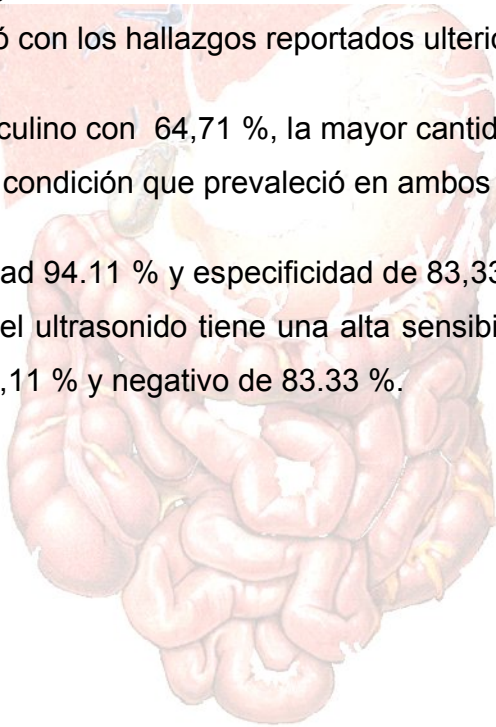 ó con los hallazgos reportados ulterio
culino con 64,71 %, la mayor cantid
condición que prevaleció en ambos
ad 94.11 % y especificidad de 83,33
el ultrasonido tiene una alta sensibi
,11 % y negativo de 83.33 %.